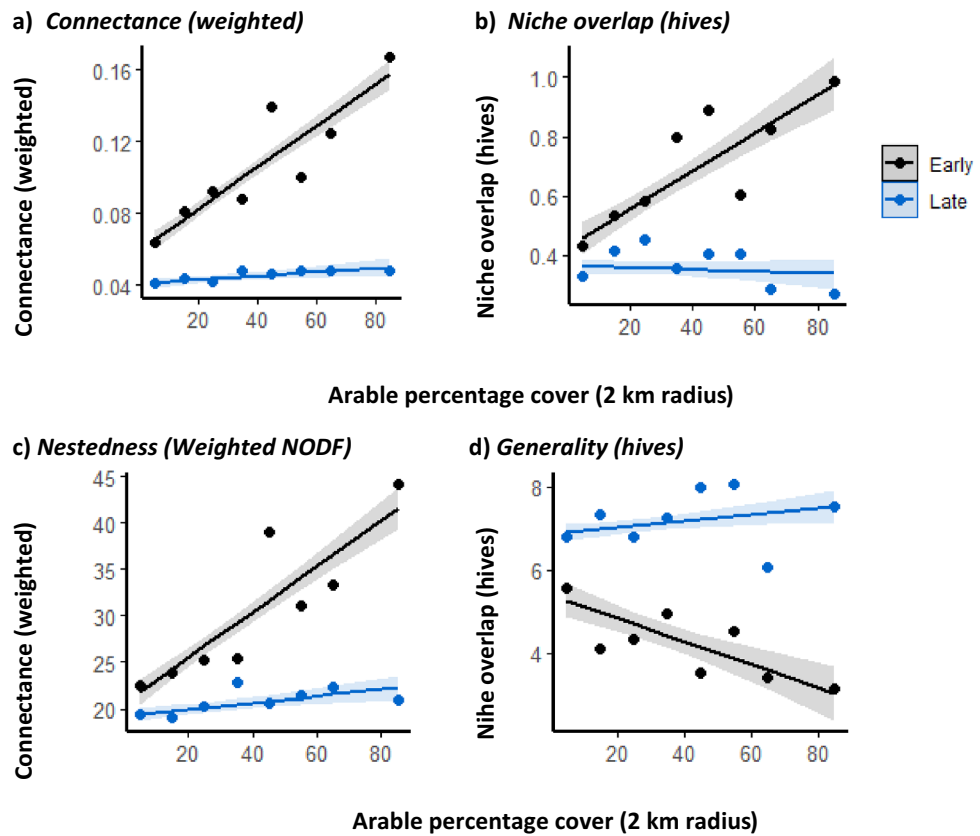 a) Connectance (weighted)
b) Niche overlap (hives)
Connectance (weighted)
0.16
0.12
0.08
0.04
20 40 60 80
Niche overlap (hives)
1.0
0.8
0.6
0.4
20 40 60 80
Early
Late
Arable percentage cover (2 km radius)
c) Nestedness (Weighted NODF)
d) Generality (hives)
Connectance (weighted)
45
40
35
30
25
20
0 20 40 60 80
Nihe overlap (hives)
8
6
4
20 40 60 80
Arable percentage cover (2 km radius)